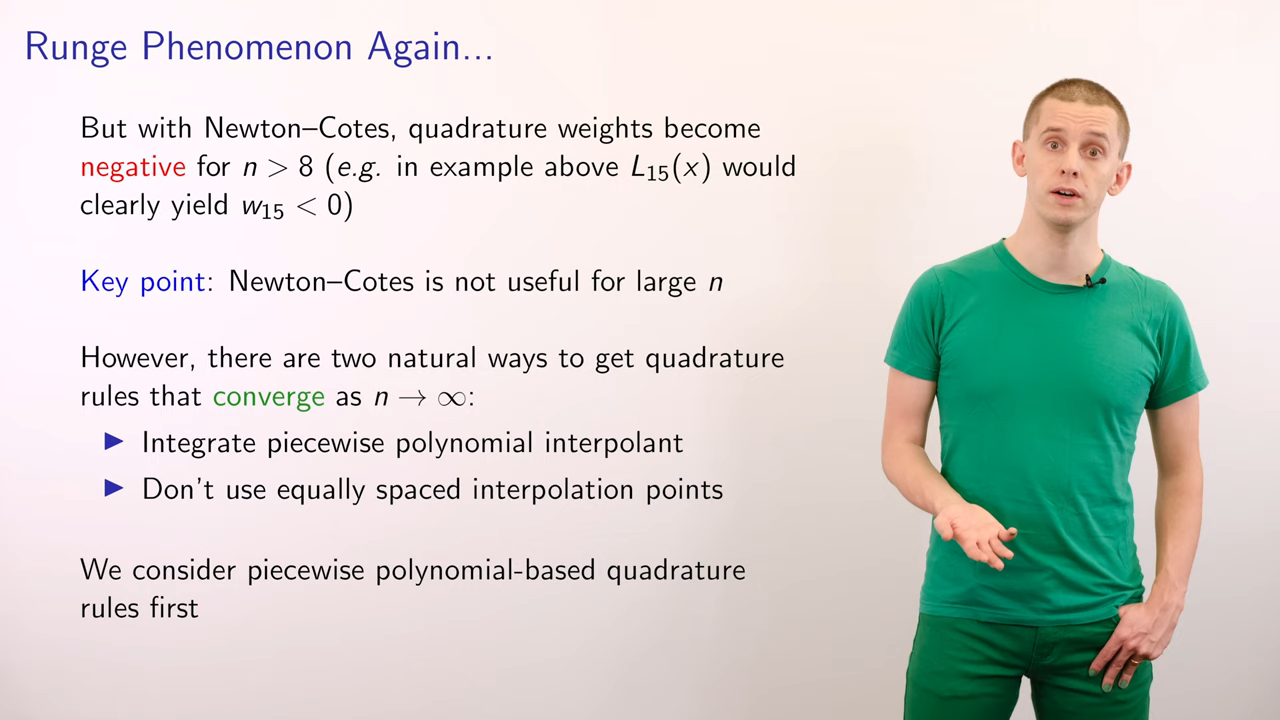 Runge Phenomenon Again...
But with Newton–Cotes, quadrature weights become
negative for n > 8 (e.g. in example above L₁₅(x) would
clearly yield w₁₅ < 0)
Key point: Newton–Cotes is not useful for large n
However, there are two natural ways to get quadrature
rules that converge as n → ∞:
▶ Integrate piecewise polynomial interpolant
▶ Don't use equally spaced interpolation points
We consider piecewise polynomial-based quadrature
rules first